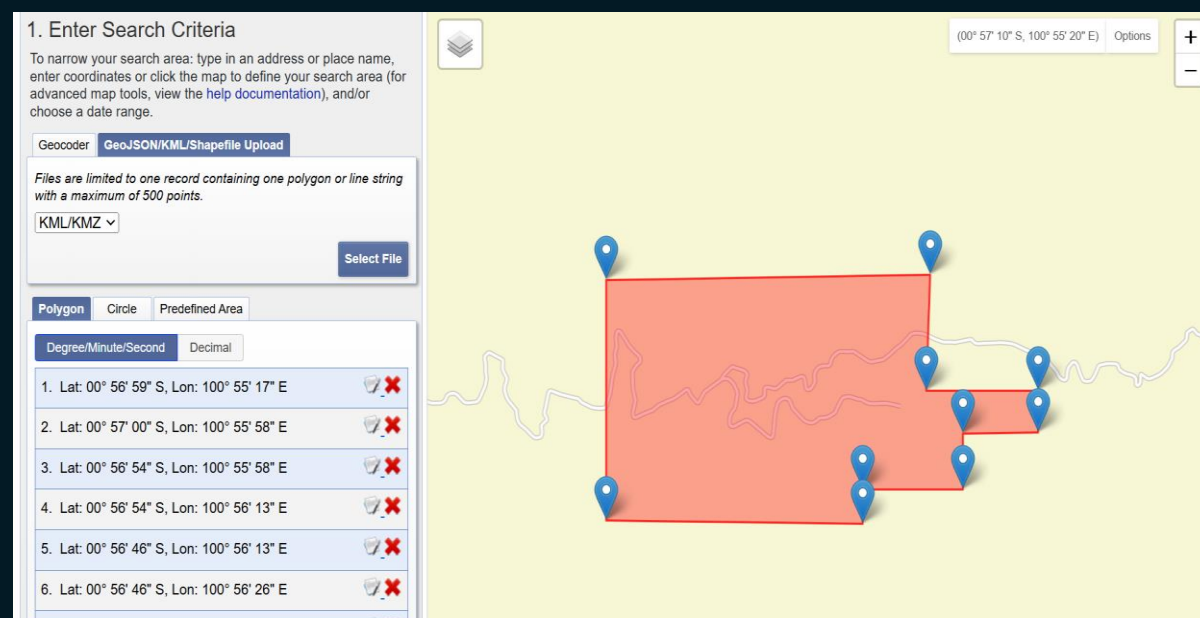 1. Enter Search Criteria
To narrow your search area: type in an address or place name,
enter coordinates or click the map to define your search area (for
advanced map tools, view the help documentation), and/or
choose a date range.
Geocoder GeoJSON/KML/Shapefile Upload
Files are limited to one record containing one polygon or line string
with a maximum of 500 points.
KML/KMZ
Select File
Polygon Circle Predefined Area
Degree/Minute/Second Decimal
1. Lat: 00° 56' 59" S, Lon: 100° 55' 17" E
2. Lat: 00° 57' 00" S, Lon: 100° 55' 58" E
3. Lat: 00° 56' 54" S, Lon: 100° 55' 58" E
4. Lat: 00° 56' 54" S, Lon: 100° 56' 13" E
5. Lat: 00° 56' 46" S, Lon: 100° 56' 13" E
6. Lat: 00° 56' 46" S, Lon: 100° 56' 26" E
(00° 57' 10" S, 100° 55' 20" E) Options
+
−